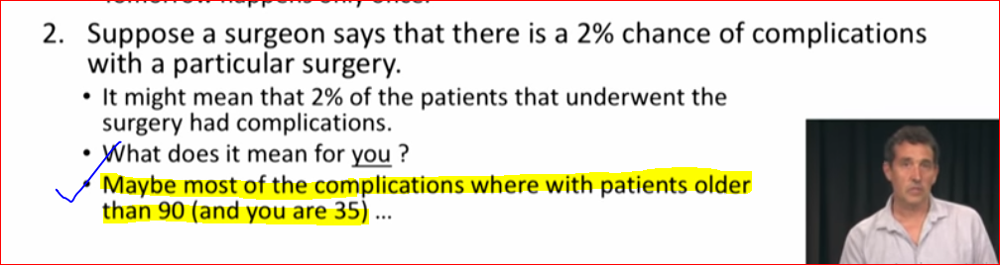 2. Suppose a surgeon says that there is a 2% chance of complications
with a particular surgery.
• It might mean that 2% of the patients that underwent the
surgery had complications.
• What does it mean for you ?
• Maybe most of the complications where with patients older
than 90 (and you are 35) ...